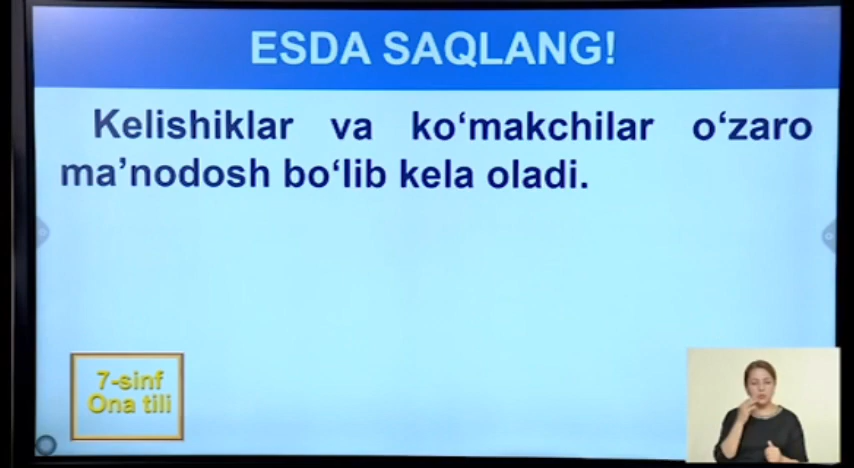 ESDA SAQLANG!
Kelishiklar va ko‘makchilar o‘zaro
ma’nodosh bo‘lib kela oladi.
7-sinf
Ona tili